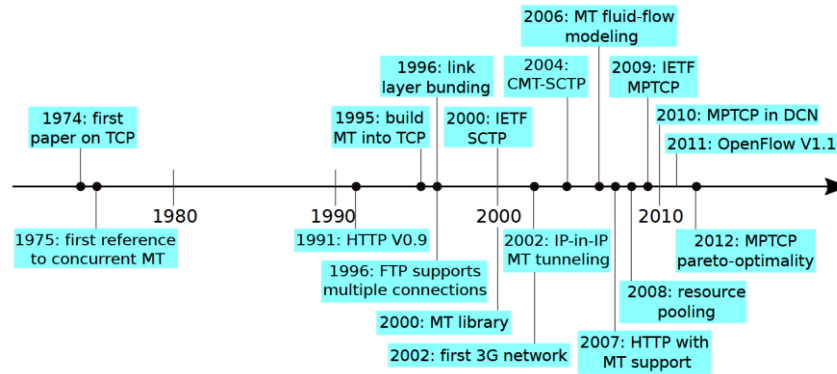 2006: MT fluid-flow
modeling
1996: link
layer bunding
2004:
CMT-SCTP
2009: IETF
MPTCP
1974: first
paper on TCP
1995: build
MT into TCP
2000: IETF
SCTP
2010: MPTCP in DCN
2011: OpenFlow V1.1
1980
1990
2000
2010
1975: first reference
to concurrent MT
1991: HTTP V0.9
2002: IP-in-IP
MT tunneling
2012: MPTCP
pareto-optimality
1996: FTP supports
multiple connections
2008: resource
pooling
2000: MT library
2007: HTTP with
MT support
2002: first 3G network